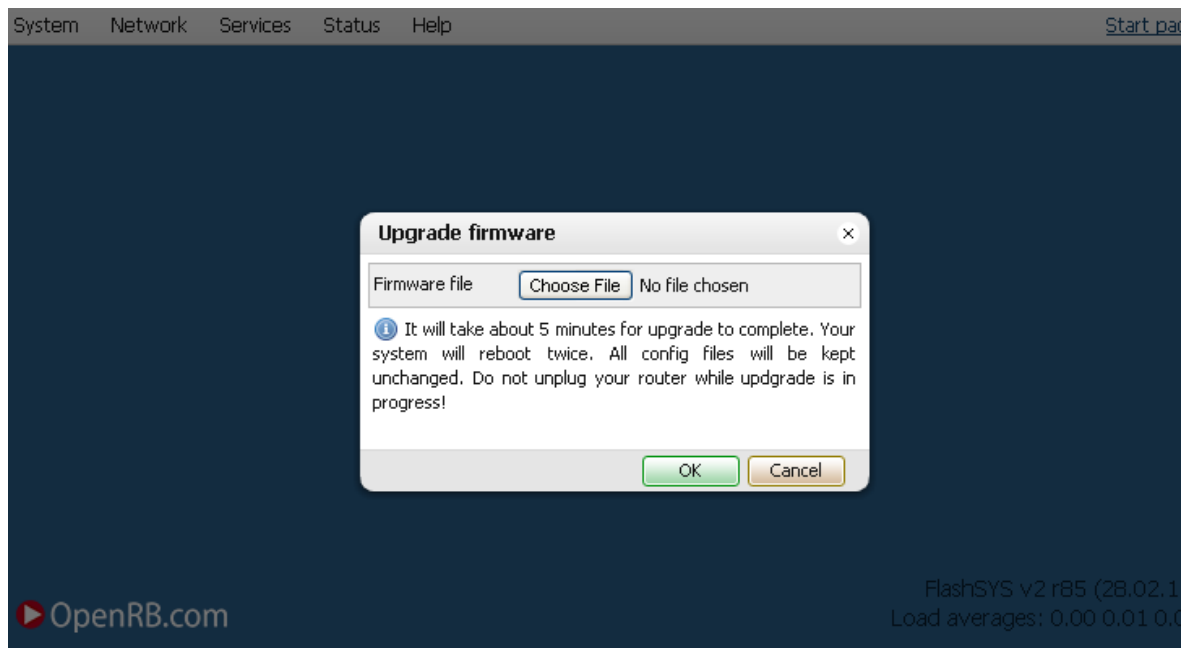 System Network Services Status Help Start pa
Upgrade firmware
Firmware file Choose File No file chosen
It will take about 5 minutes for upgrade to complete. Your
system will reboot twice. All config files will be kept
unchanged. Do not unplug your router while updgrade is in
progress!
OK Cancel
FlashSYS v2 r85 (28.02.1
OpenRB.com
Load averages: 0.00 0.01 0.0